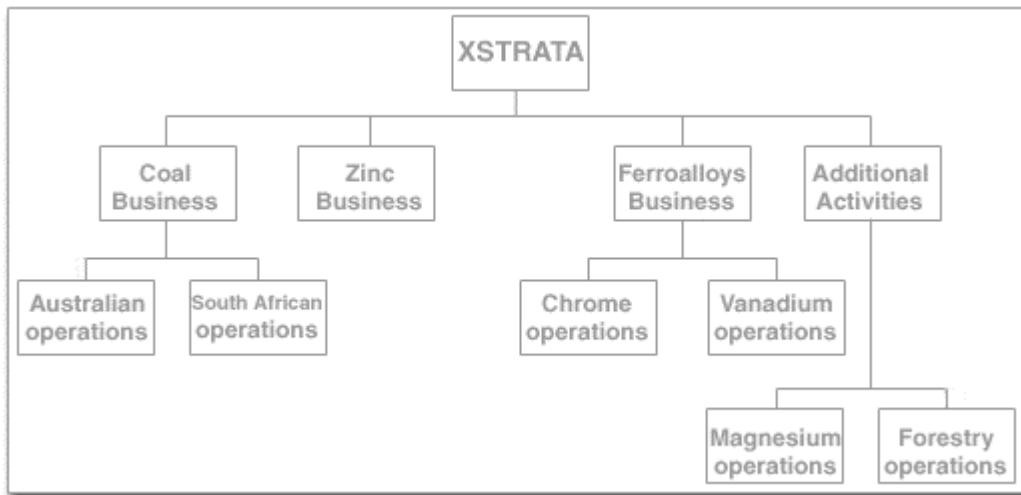 XSTRATA
Coal
Business
Zinc
Business
Ferroalloys
Business
Additional
Activities
Australian
operations
South African
operations
Chrome
operations
Vanadium
operations
Magnesium
operations
Forestry
operations